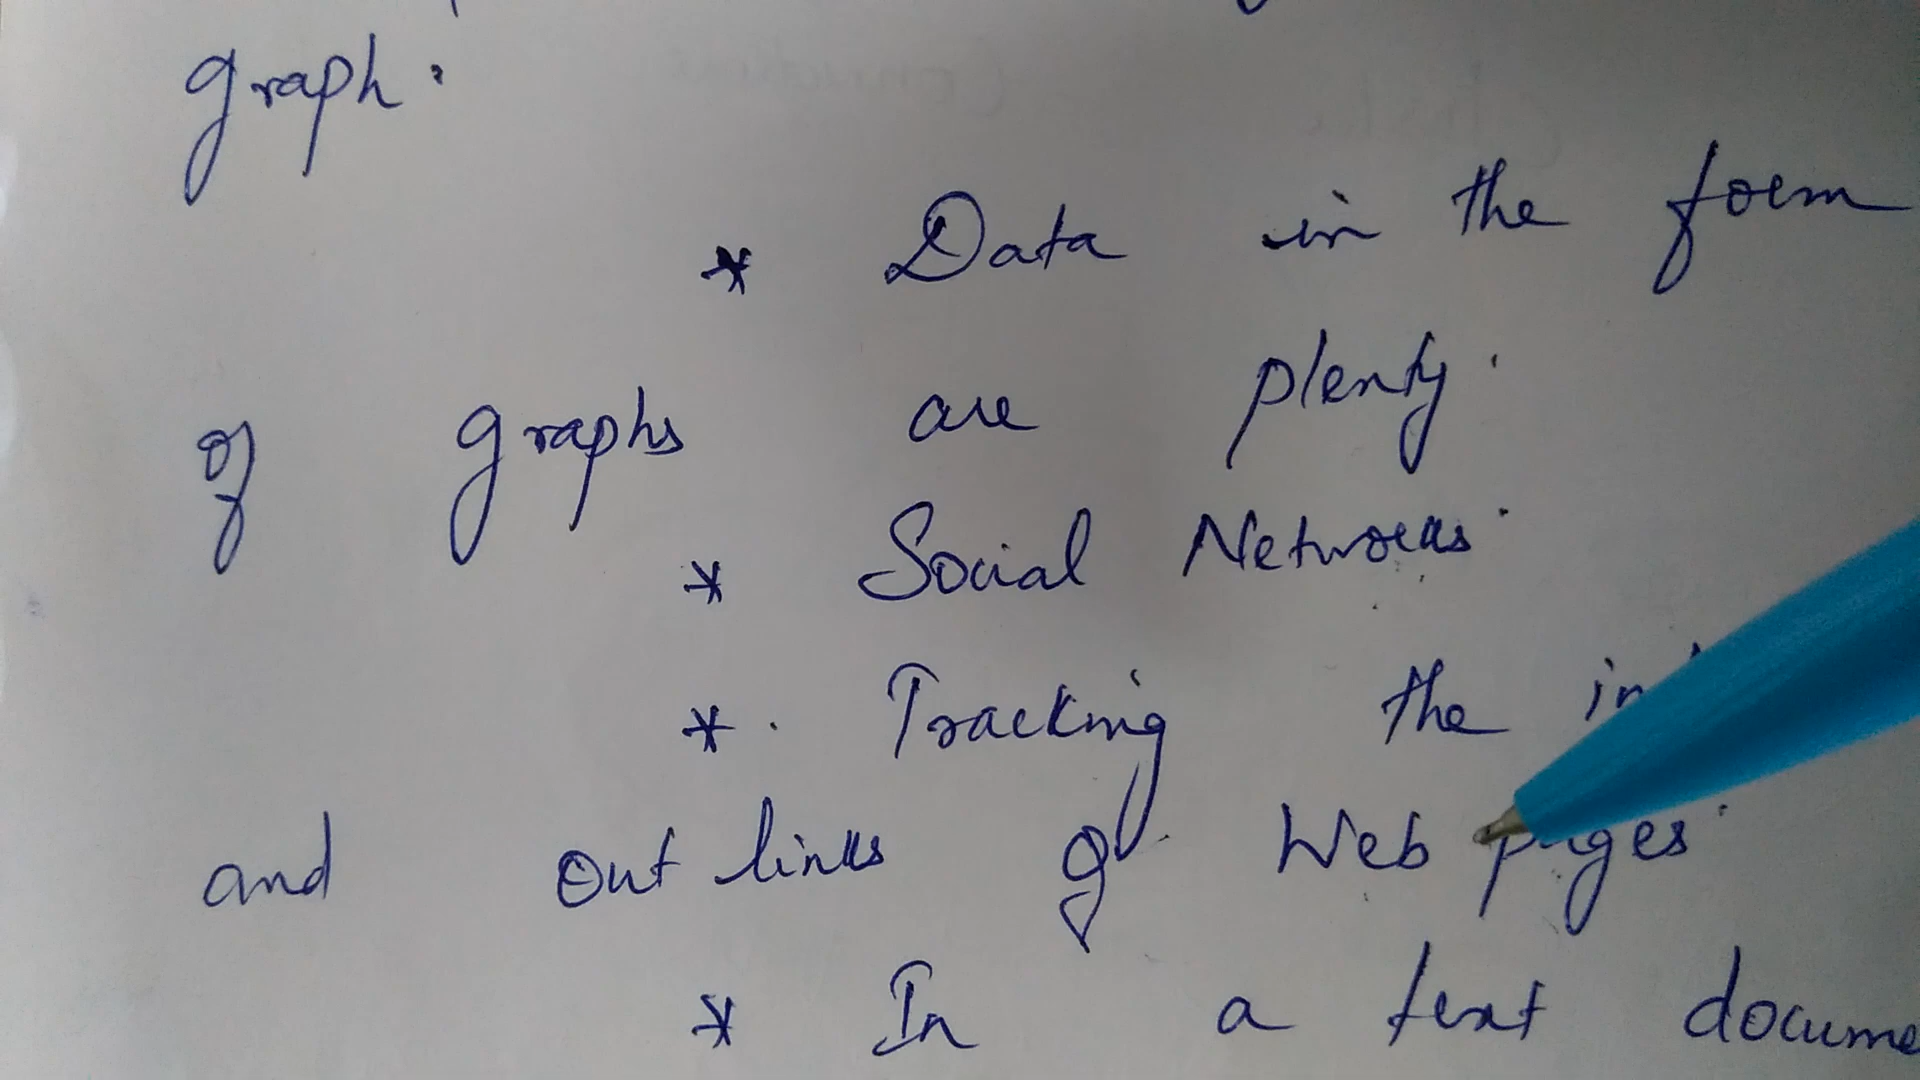 graph:
* Data in the form
of graphs are plenty.
* Social Networks.
* Tracking the
and out links of Web pages.
* In a text